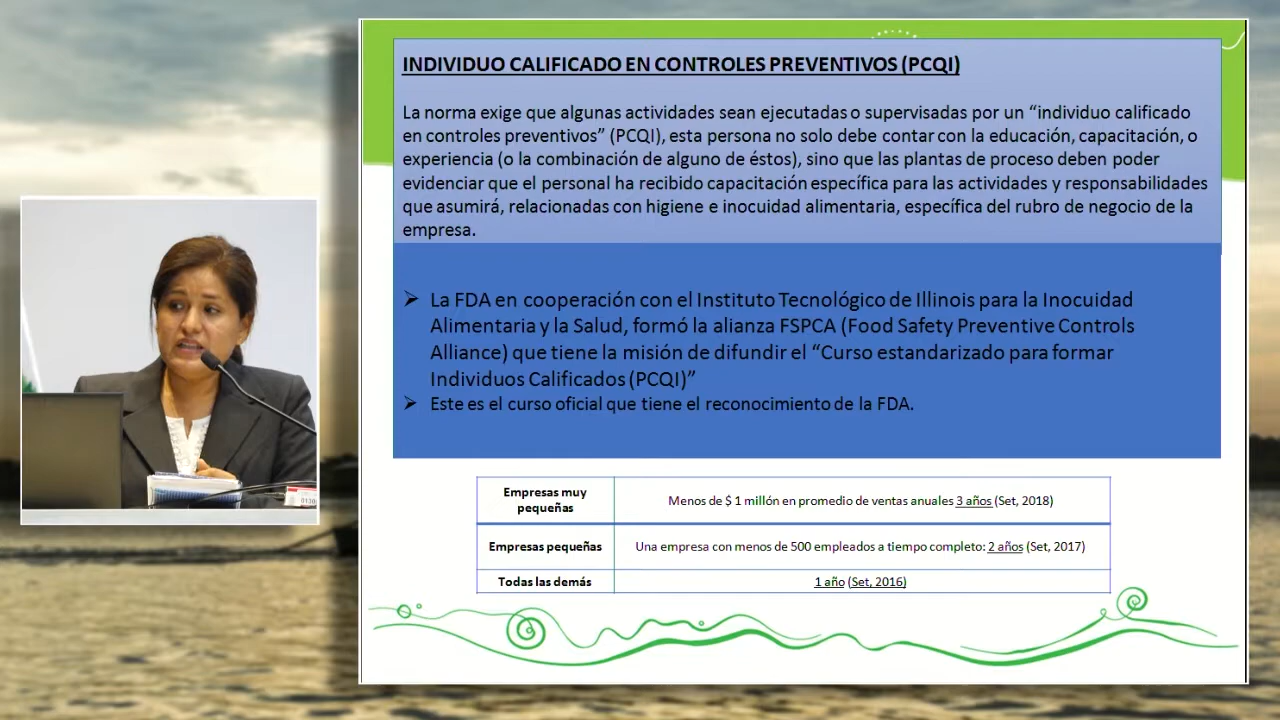 INDIVIDUO CALIFICADO EN CONTROLES PREVENTIVOS (PCQI)
La norma exige que algunas actividades sean ejecutadas o supervisadas por un “individuo calificado
en controles preventivos” (PCQI), esta persona no solo debe contar con la educación, capacitación, o
experiencia (o la combinación de alguno de éstos), sino que las plantas de proceso deben poder
evidenciar que el personal ha recibido capacitación específica para las actividades y responsabilidades
que asumirá, relacionadas con higiene e inocuidad alimentaria, específica del rubro de negocio de la
empresa.
➢ La FDA en cooperación con el Instituto Tecnológico de Illinois para la Inocuidad
Alimentaria y la Salud, formó la alianza FSPCA (Food Safety Preventive Controls
Alliance) que tiene la misión de difundir el “Curso estandarizado para formar
Individuos Calificados (PCQI)”
➢ Este es el curso oficial que tiene el reconocimiento de la FDA.
Empresas muy
pequeñas
Menos de $ 1 millón en promedio de ventas anuales 3 años (Set, 2018)
Empresas pequeñas
Una empresa con menos de 500 empleados a tiempo completo: 2 años (Set, 2017)
Todas las demás
1 año (Set, 2016)